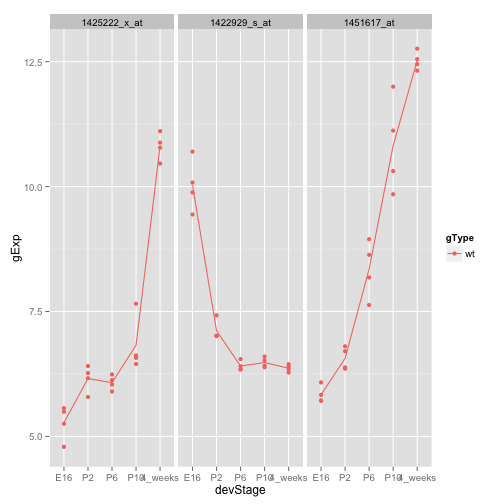 1425222_x_at 1422929_s_at 1451617_at
12.5
10.0
7.5
5.0
gExp
E16 P2 P6 P10 4_weeks E16 P2 P6 P10 4_weeks E16 P2 P6 P10 4_weeks
devStage
gType
wt